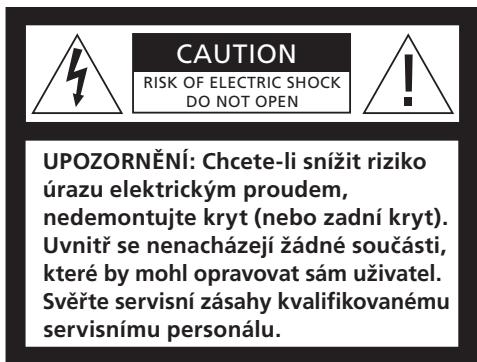 CAUTION
RISK OF ELECTRIC SHOCK
DO NOT OPEN
UPOZORNĚNÍ: Chcete-li snížit riziko
úrazu elektrickým proudem,
nedemontujte kryt (nebo zadní kryt).
Uvnitř se nenacházejí žádné součásti,
které by mohl opravovat sám uživatel.
Svěřte servisní zásahy kvalifikovanému
servisnímu personálu.